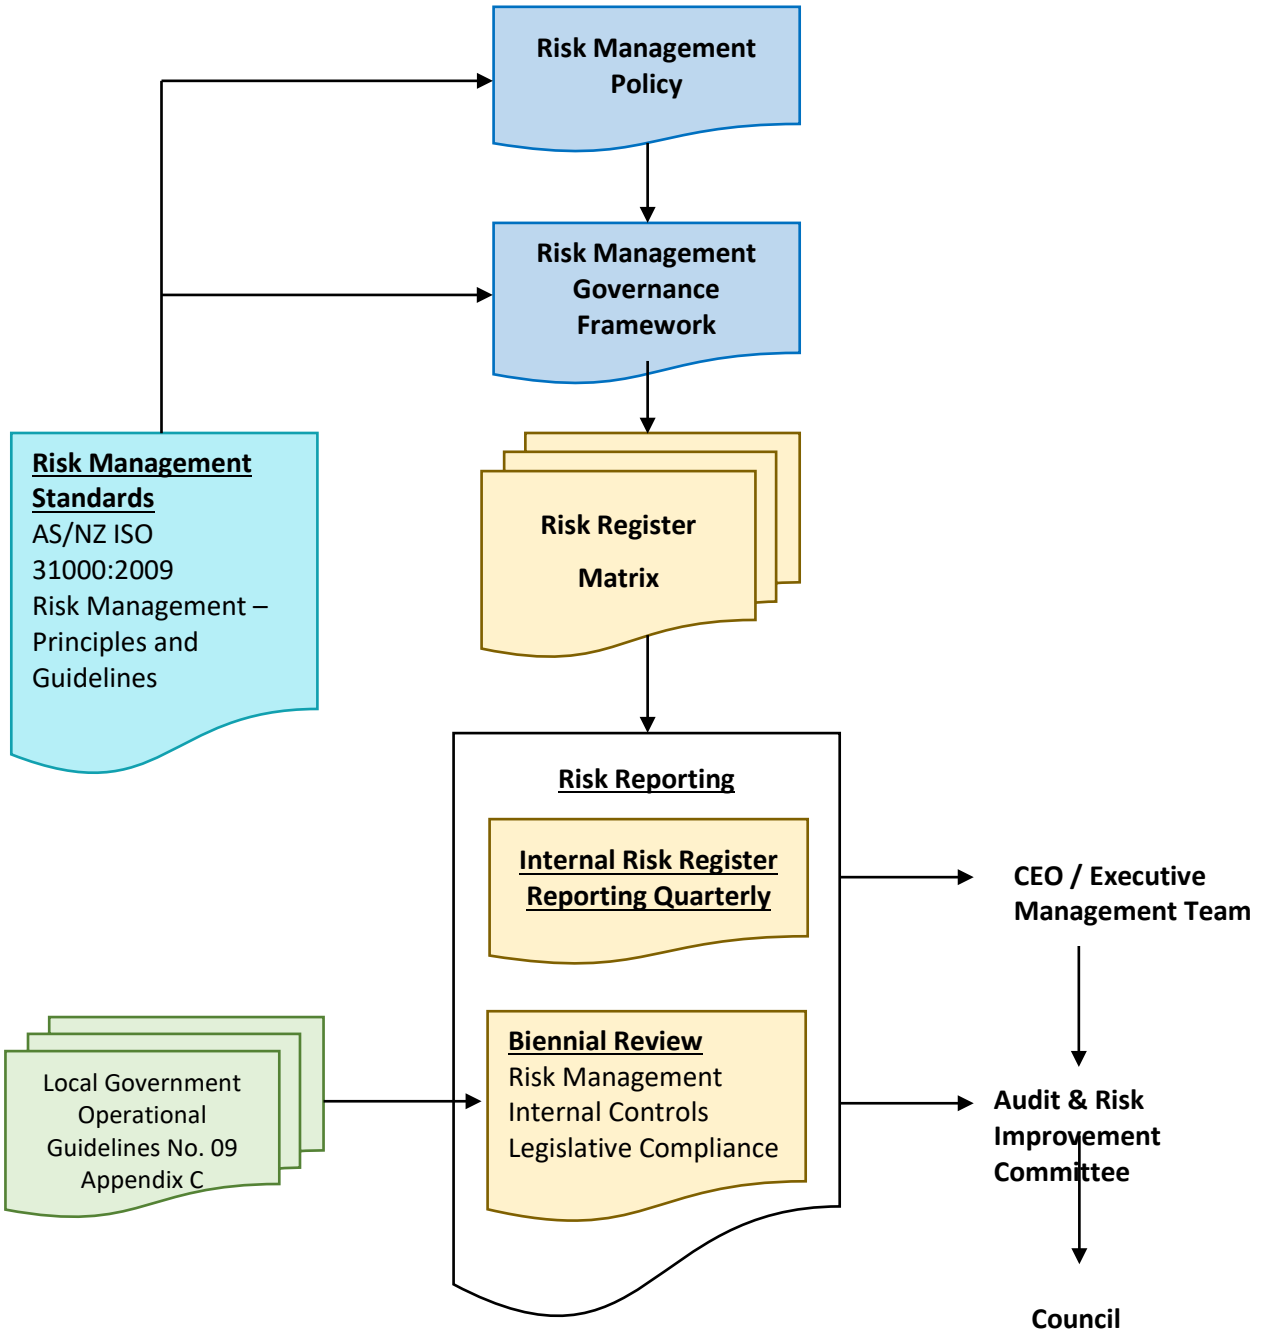 Risk Management
Policy
Risk Management
Governance
Framework
Risk Management
Standards
AS/NZ ISO
31000:2009
Risk Management –
Principles and
Guidelines
Risk Register
Matrix
Risk Reporting
Internal Risk Register
Reporting Quarterly
CEO / Executive
Management Team
Local Government
Operational
Guidelines No. 09
Appendix C
Biennial Review
Risk Management
Internal Controls
Legislative Compliance
Audit & Risk
Improvement
Committee
Council